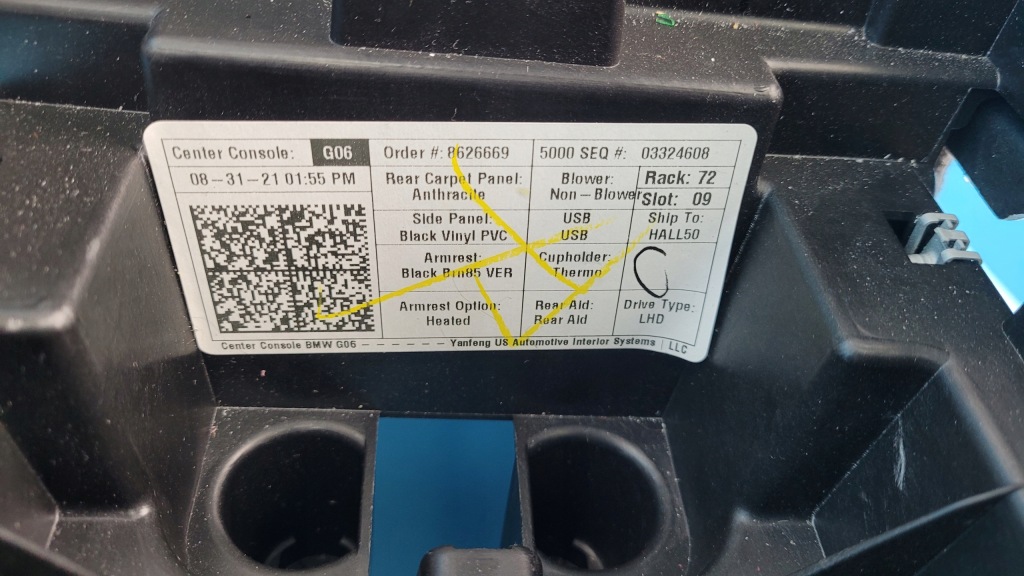 Center Console: G06
08-31-21 01:55 PM
Order #: 8626669
5000 SEQ #: 03324608
Rear Carpet Panel:
Anthracite
Blower:
Non-Blower
Rack: 72
Slot: 09
Side Panel:
Black Vinyl PVC
USB
USB
Ship To:
HALL50
Armrest:
Black Brn85 VER
Cupholder:
Thermo
C
Armrest Option:
Heated
Rear Aid:
Rear Aid
Drive Type:
LHD
Center Console BMW G06 - - - - - - - Yanfeng US Automotive Interior Systems | LLC